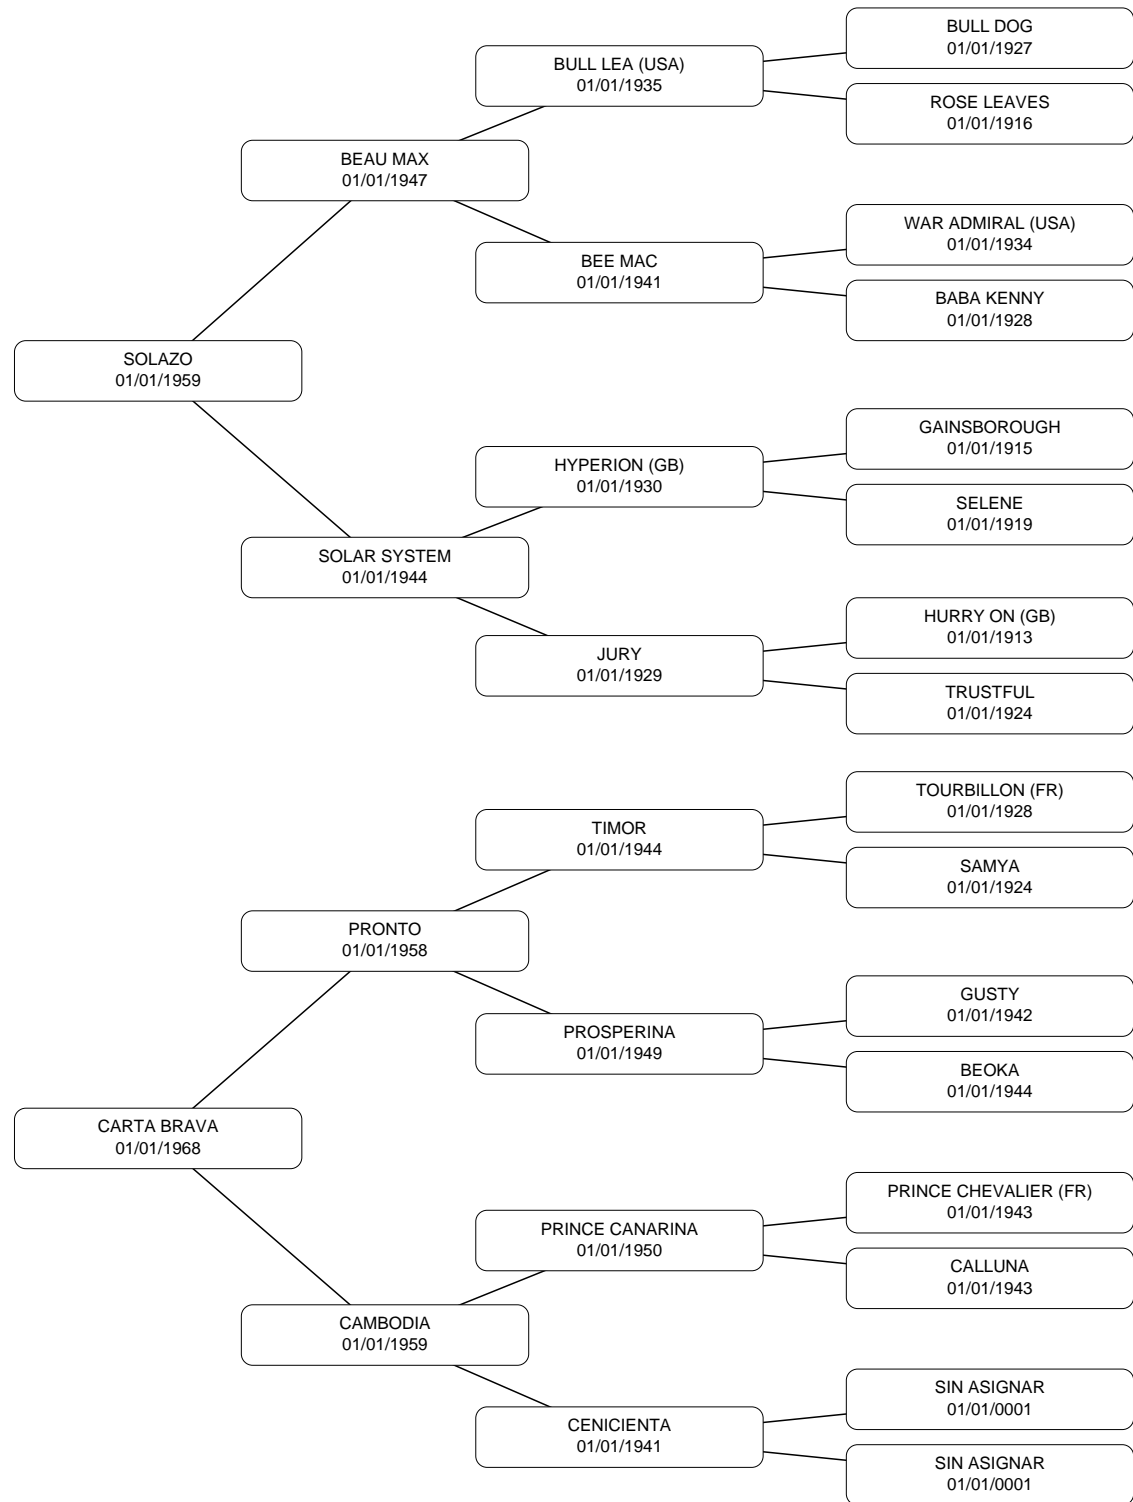 BULL DOG
01/01/1927
BULL LEA (USA)
01/01/1935
ROSE LEAVES
01/01/1916
BEAU MAX
01/01/1947
WAR ADMIRAL (USA)
01/01/1934
BEE MAC
01/01/1941
BABA KENNY
01/01/1928
SOLAZO
01/01/1959
GAINSBOROUGH
01/01/1915
HYPERION (GB)
01/01/1930
SELENE
01/01/1919
SOLAR SYSTEM
01/01/1944
HURRY ON (GB)
01/01/1913
JURY
01/01/1929
TRUSTFUL
01/01/1924
TOURBILLON (FR)
01/01/1928
TIMOR
01/01/1944
SAMYA
01/01/1924
PRONTO
01/01/1958
GUSTY
01/01/1942
PROSPERINA
01/01/1949
BEOKA
01/01/1944
CARTA BRAVA
01/01/1968
PRINCE CHEVALIER (FR)
01/01/1943
PRINCE CANARINA
01/01/1950
CALLUNA
01/01/1943
CAMBODIA
01/01/1959
SIN ASIGNAR
01/01/0001
CENICIENTA
01/01/1941
SIN ASIGNAR
01/01/0001